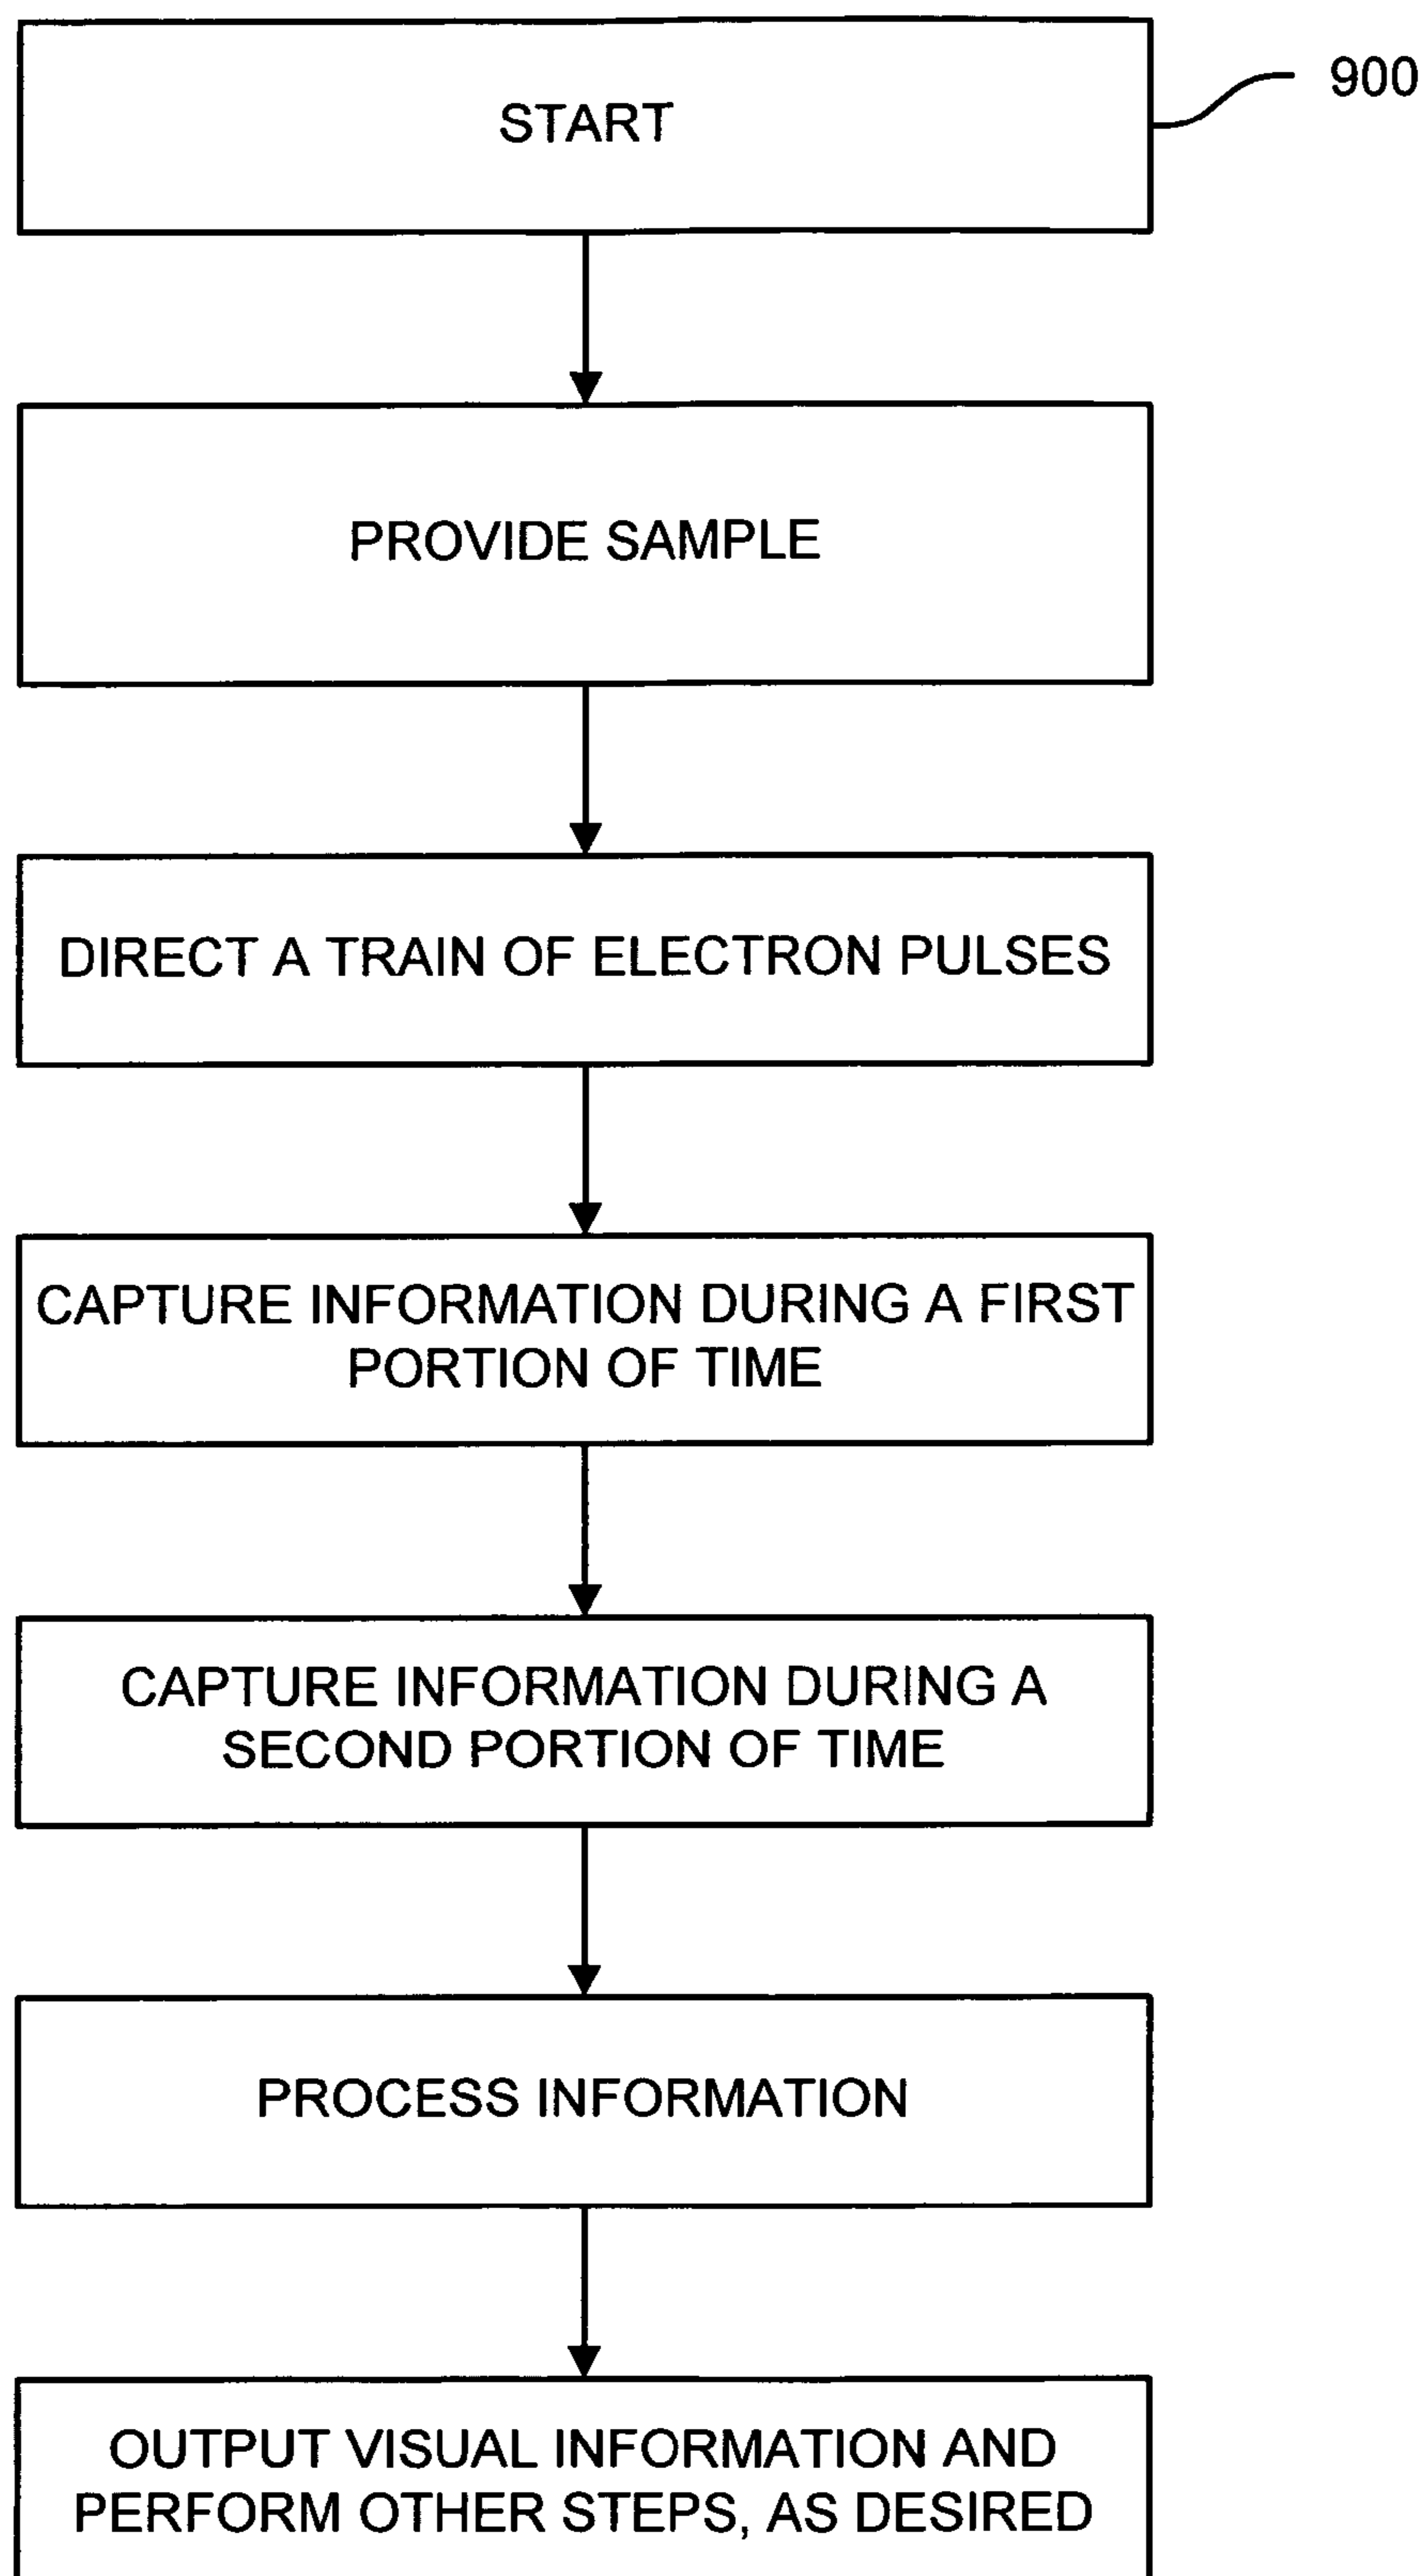 START
900
PROVIDE SAMPLE
DIRECT A TRAIN OF ELECTRON PULSES
CAPTURE INFORMATION DURING A FIRST
PORTION OF TIME
CAPTURE INFORMATION DURING A
SECOND PORTION OF TIME
PROCESS INFORMATION
OUTPUT VISUAL INFORMATION AND
PERFORM OTHER STEPS, AS DESIRED